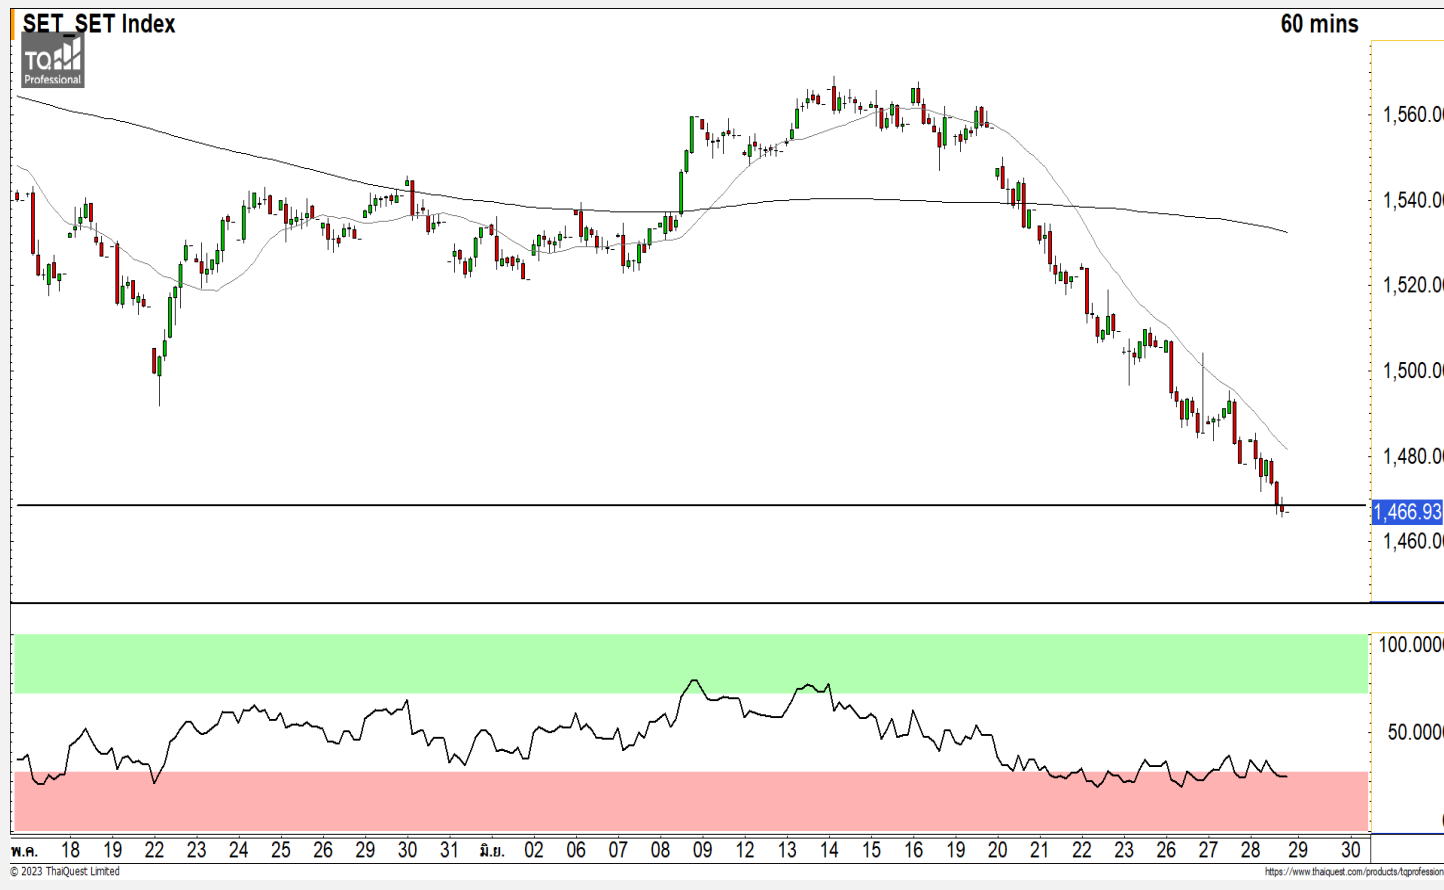 SET_SET Index
60 mins
TQ
Professional
1,560.00
1,540.00
1,520.00
1,500.00
1,480.00
1,466.93
1,460.00
100.0000
50.0000
0
พ.ค. 18 19 22 23 24 25 26 29 30 31 มิ.ย. 02 06 07 08 09 12 13 14 15 16 19 20 21 22 23 26 27 28 29 30
© 2023 ThaiQuest Limited
https://www.thaiquest.com/products/tqprofession